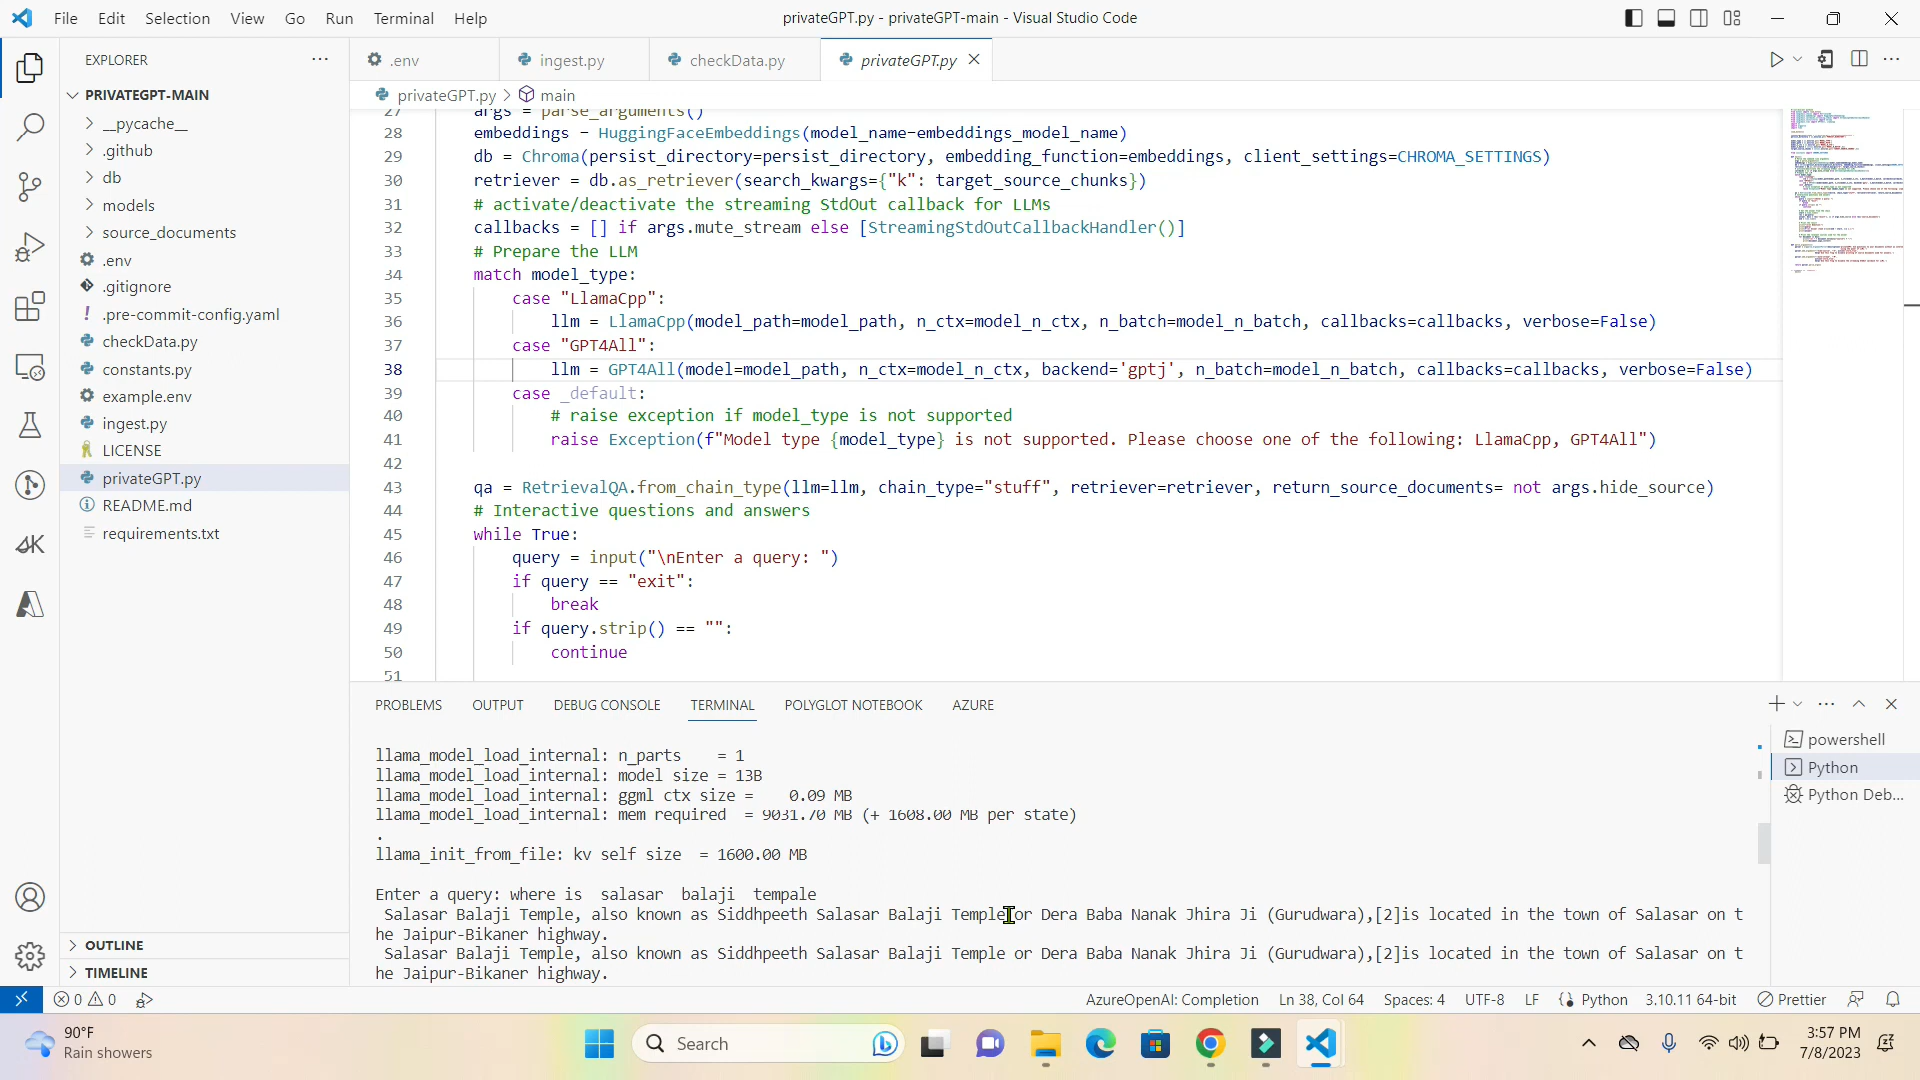 File Edit Selection View Go Run Terminal Help
privateGPT.py - privateGPT-main - Visual Studio Code
EXPLORER
PRIVATEGPT-MAIN
__pycache__
.github
db
models
source_documents
.env
.gitignore
.pre-commit-config.yaml
checkData.py
constants.py
example.env
ingest.py
LICENSE
privateGPT.py
README.md
requirements.txt
OUTLINE
TIMELINE
.env ingest.py checkData.py privateGPT.py
privateGPT.py > main
27 args = parse_arguments()
28 embeddings = HuggingFaceEmbeddings(model_name=embeddings_model_name)
29 db = Chroma(persist_directory=persist_directory, embedding_function=embeddings, client_settings=CHROMA_SETTINGS)
30 retriever = db.as_retriever(search_kwargs={"k": target_source_chunks})
31 # activate/deactivate the streaming StdOut callback for LLMs
32 callbacks = [] if args.mute_stream else [StreamingStdOutCallbackHandler()]
33 # Prepare the LLM
34 match model_type:
35 case "LlamaCpp":
36 llm = LlamaCpp(model_path=model_path, n_ctx=model_n_ctx, n_batch=model_n_batch, callbacks=callbacks, verbose=False)
37 case "GPT4All":
38 llm = GPT4All(model=model_path, n_ctx=model_n_ctx, backend='gptj', n_batch=model_n_batch, callbacks=callbacks, verbose=False)
39 case _default:
40 # raise exception if model_type is not supported
41 raise Exception(f"Model type {model_type} is not supported. Please choose one of the following: LlamaCpp, GPT4All")
42
43 qa = RetrievalQA.from_chain_type(llm=llm, chain_type="stuff", retriever=retriever, return_source_documents= not args.hide_source)
44 # Interactive questions and answers
45 while True:
46 query = input("\nEnter a query: ")
47 if query == "exit":
48 break
49 if query.strip() == "":
50 continue
51
PROBLEMS OUTPUT DEBUG CONSOLE TERMINAL POLYGLOT NOTEBOOK AZURE
llama_model_load_internal: n_parts = 1
llama_model_load_internal: model size = 13B
llama_model_load_internal: ggml ctx size = 0.09 MB
llama_model_load_internal: mem required = 9031.70 MB (+ 1608.00 MB per state)
.
llama_init_from_file: kv self size = 1600.00 MB
Enter a query: where is salasar balaji tempale
Salasar Balaji Temple, also known as Siddhpeeth Salasar Balaji Temple or Dera Baba Nanak Jhira Ji (Gurudwara),[2]is located in the town of Salasar on t
he Jaipur-Bikaner highway.
Salasar Balaji Temple, also known as Siddhpeeth Salasar Balaji Temple or Dera Baba Nanak Jhira Ji (Gurudwara),[2]is located in the town of Salasar on t
he Jaipur-Bikaner highway.
powershell
Python
Python Deb...
0 0
AzureOpenAI: Completion Ln 38, Col 64 Spaces: 4 UTF-8 LF Python 3.10.11 64-bit Prettier
90°F
Rain showers
Search
3:57 PM
7/8/2023